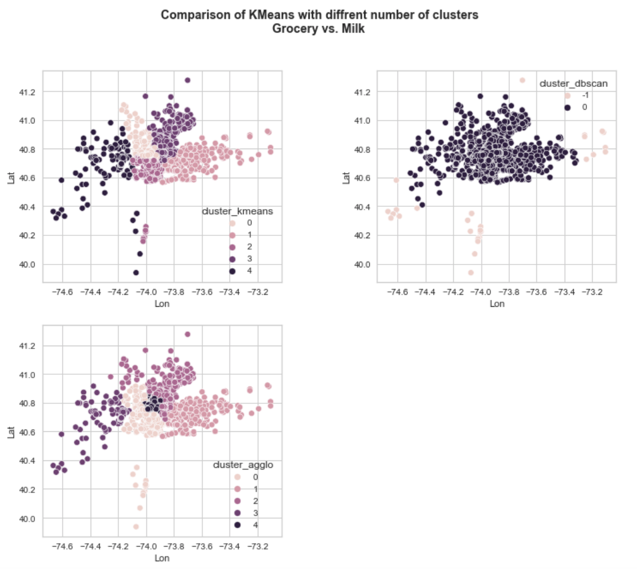 Comparison of KMeans with diffrent number of clusters
Grocery vs. Milk
41.2
41.0
40.8
40.6
40.4
40.2
40.0
Lat
cluster_kmeans
0
1
2
3
4
−74.6 −74.4 −74.2 −74.0 −73.8 −73.6 −73.4 −73.2
Lon
41.2
41.0
40.8
40.6
40.4
40.2
40.0
Lat
cluster_dbscan
-1
0
−74.6 −74.4 −74.2 −74.0 −73.8 −73.6 −73.4 −73.2
Lon
41.2
41.0
40.8
40.6
40.4
40.2
40.0
Lat
cluster_agglo
0
1
2
3
4
−74.6 −74.4 −74.2 −74.0 −73.8 −73.6 −73.4 −73.2
Lon